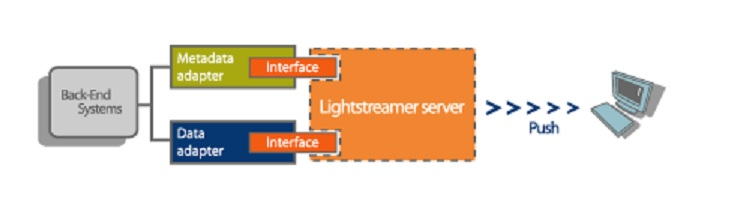 Metadata
adapter
Interface
Back-End
Systems
Lightstreamer server
Push
Data
adapter
Interface